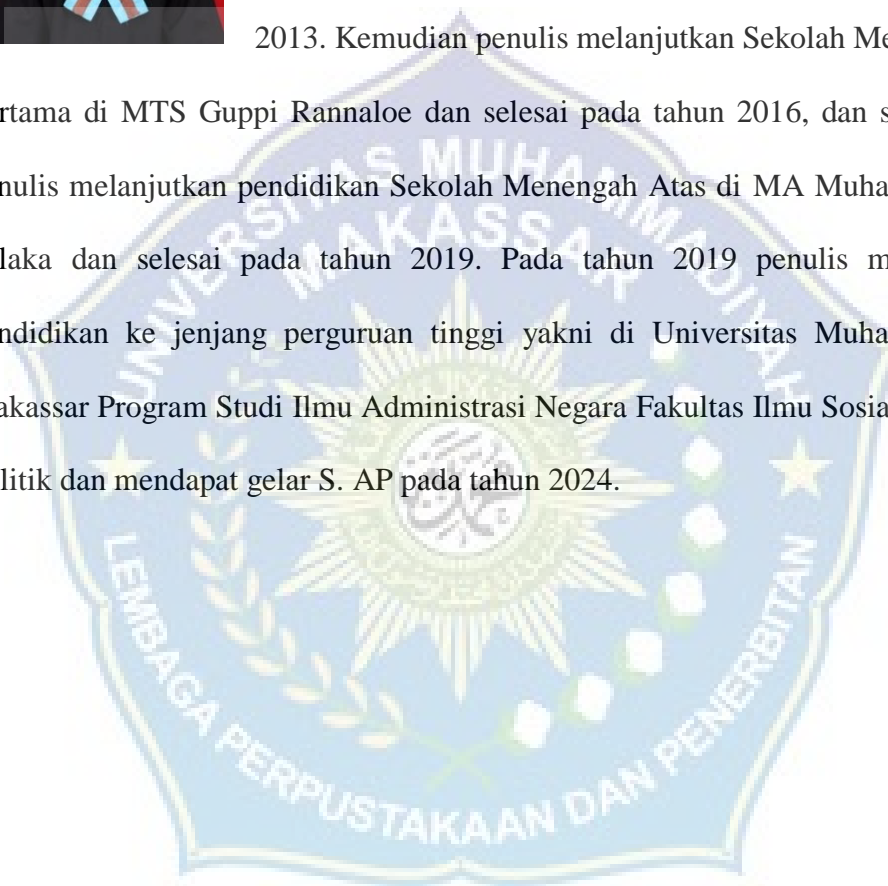 2013. Kemudian penulis melanjutkan Sekolah Me
rtama di MTS Guppi Rannaloe dan selesai pada tahun 2016, dan s
nulis melanjutkan pendidikan Sekolah Menengah Atas di MA Muha
laka dan selesai pada tahun 2019. Pada tahun 2019 penulis m
ndidikan ke jenjang perguruan tinggi yakni di Universitas Muha
akassar Program Studi Ilmu Administrasi Negara Fakultas Ilmu Sosia
litik dan mendapat gelar S. AP pada tahun 2024.
UNIVERSITAS MUHAMMADIYAH
MAKASSAR
LEMBAGA PERPUSTAKAAN DAN PENERBITAN